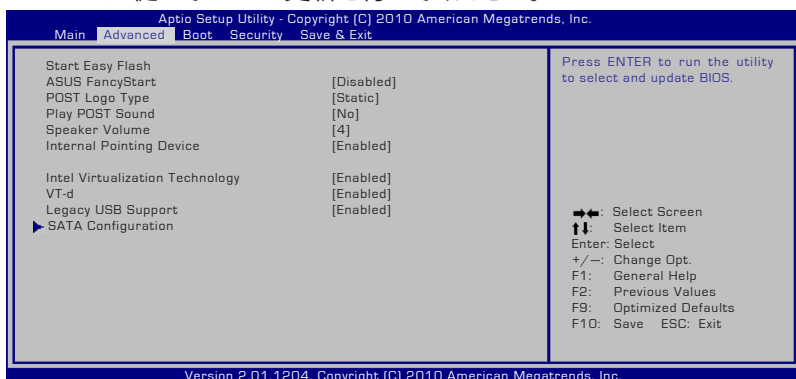 Aptio Setup Utility - Copyright (C) 2010 American Megatrends, Inc.
Main Advanced Boot Security Save & Exit
Start Easy Flash
ASUS FancyStart [Disabled]
POST Logo Type [Static]
Play POST Sound [No]
Speaker Volume [4]
Internal Pointing Device [Enabled]
Intel Virtualization Technology [Enabled]
VT-d [Enabled]
Legacy USB Support [Enabled]
SATA Configuration
Press ENTER to run the utility
to select and update BIOS.
→←: Select Screen
↑↓: Select Item
Enter: Select
+/—: Change Opt.
F1: General Help
F2: Previous Values
F9: Optimized Defaults
F10: Save ESC: Exit
Version 2.01.1204. Copyright (C) 2010 American Megatrends, Inc.